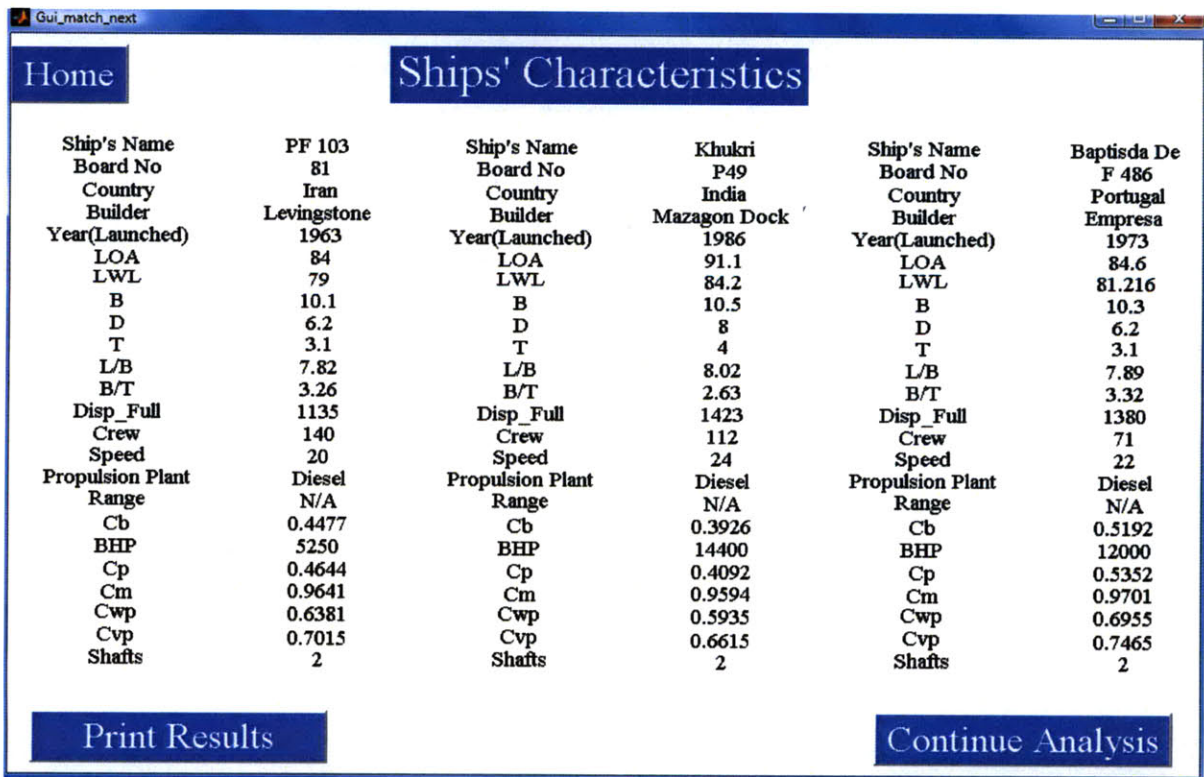 Gui_match_next
Home
Ships' Characteristics
Ship's Name PF 103 Ship's Name Khukri Ship's Name Baptisda De
Board No 81 Board No P49 Board No F 486
Country Iran Country India Country Portugal
Builder Levingstone Builder Mazagon Dock Builder Empresa
Year(Launched) 1963 Year(Launched) 1986 Year(Launched) 1973
LOA 84 LOA 91.1 LOA 84.6
LWL 79 LWL 84.2 LWL 81.216
B 10.1 B 10.5 B 10.3
D 6.2 D 8 D 6.2
T 3.1 T 4 T 3.1
L/B 7.82 L/B 8.02 L/B 7.89
B/T 3.26 B/T 2.63 B/T 3.32
Disp_Full 1135 Disp_Full 1423 Disp_Full 1380
Crew 140 Crew 112 Crew 71
Speed 20 Speed 24 Speed 22
Propulsion Plant Diesel Propulsion Plant Diesel Propulsion Plant Diesel
Range N/A Range N/A Range N/A
Cb 0.4477 Cb 0.3926 Cb 0.5192
BHP 5250 BHP 14400 BHP 12000
Cp 0.4644 Cp 0.4092 Cp 0.5352
Cm 0.9641 Cm 0.9594 Cm 0.9701
Cwp 0.6381 Cwp 0.5935 Cwp 0.6955
Cvp 0.7015 Cvp 0.6615 Cvp 0.7465
Shafts 2 Shafts 2 Shafts 2
Print Results
Continue Analysis